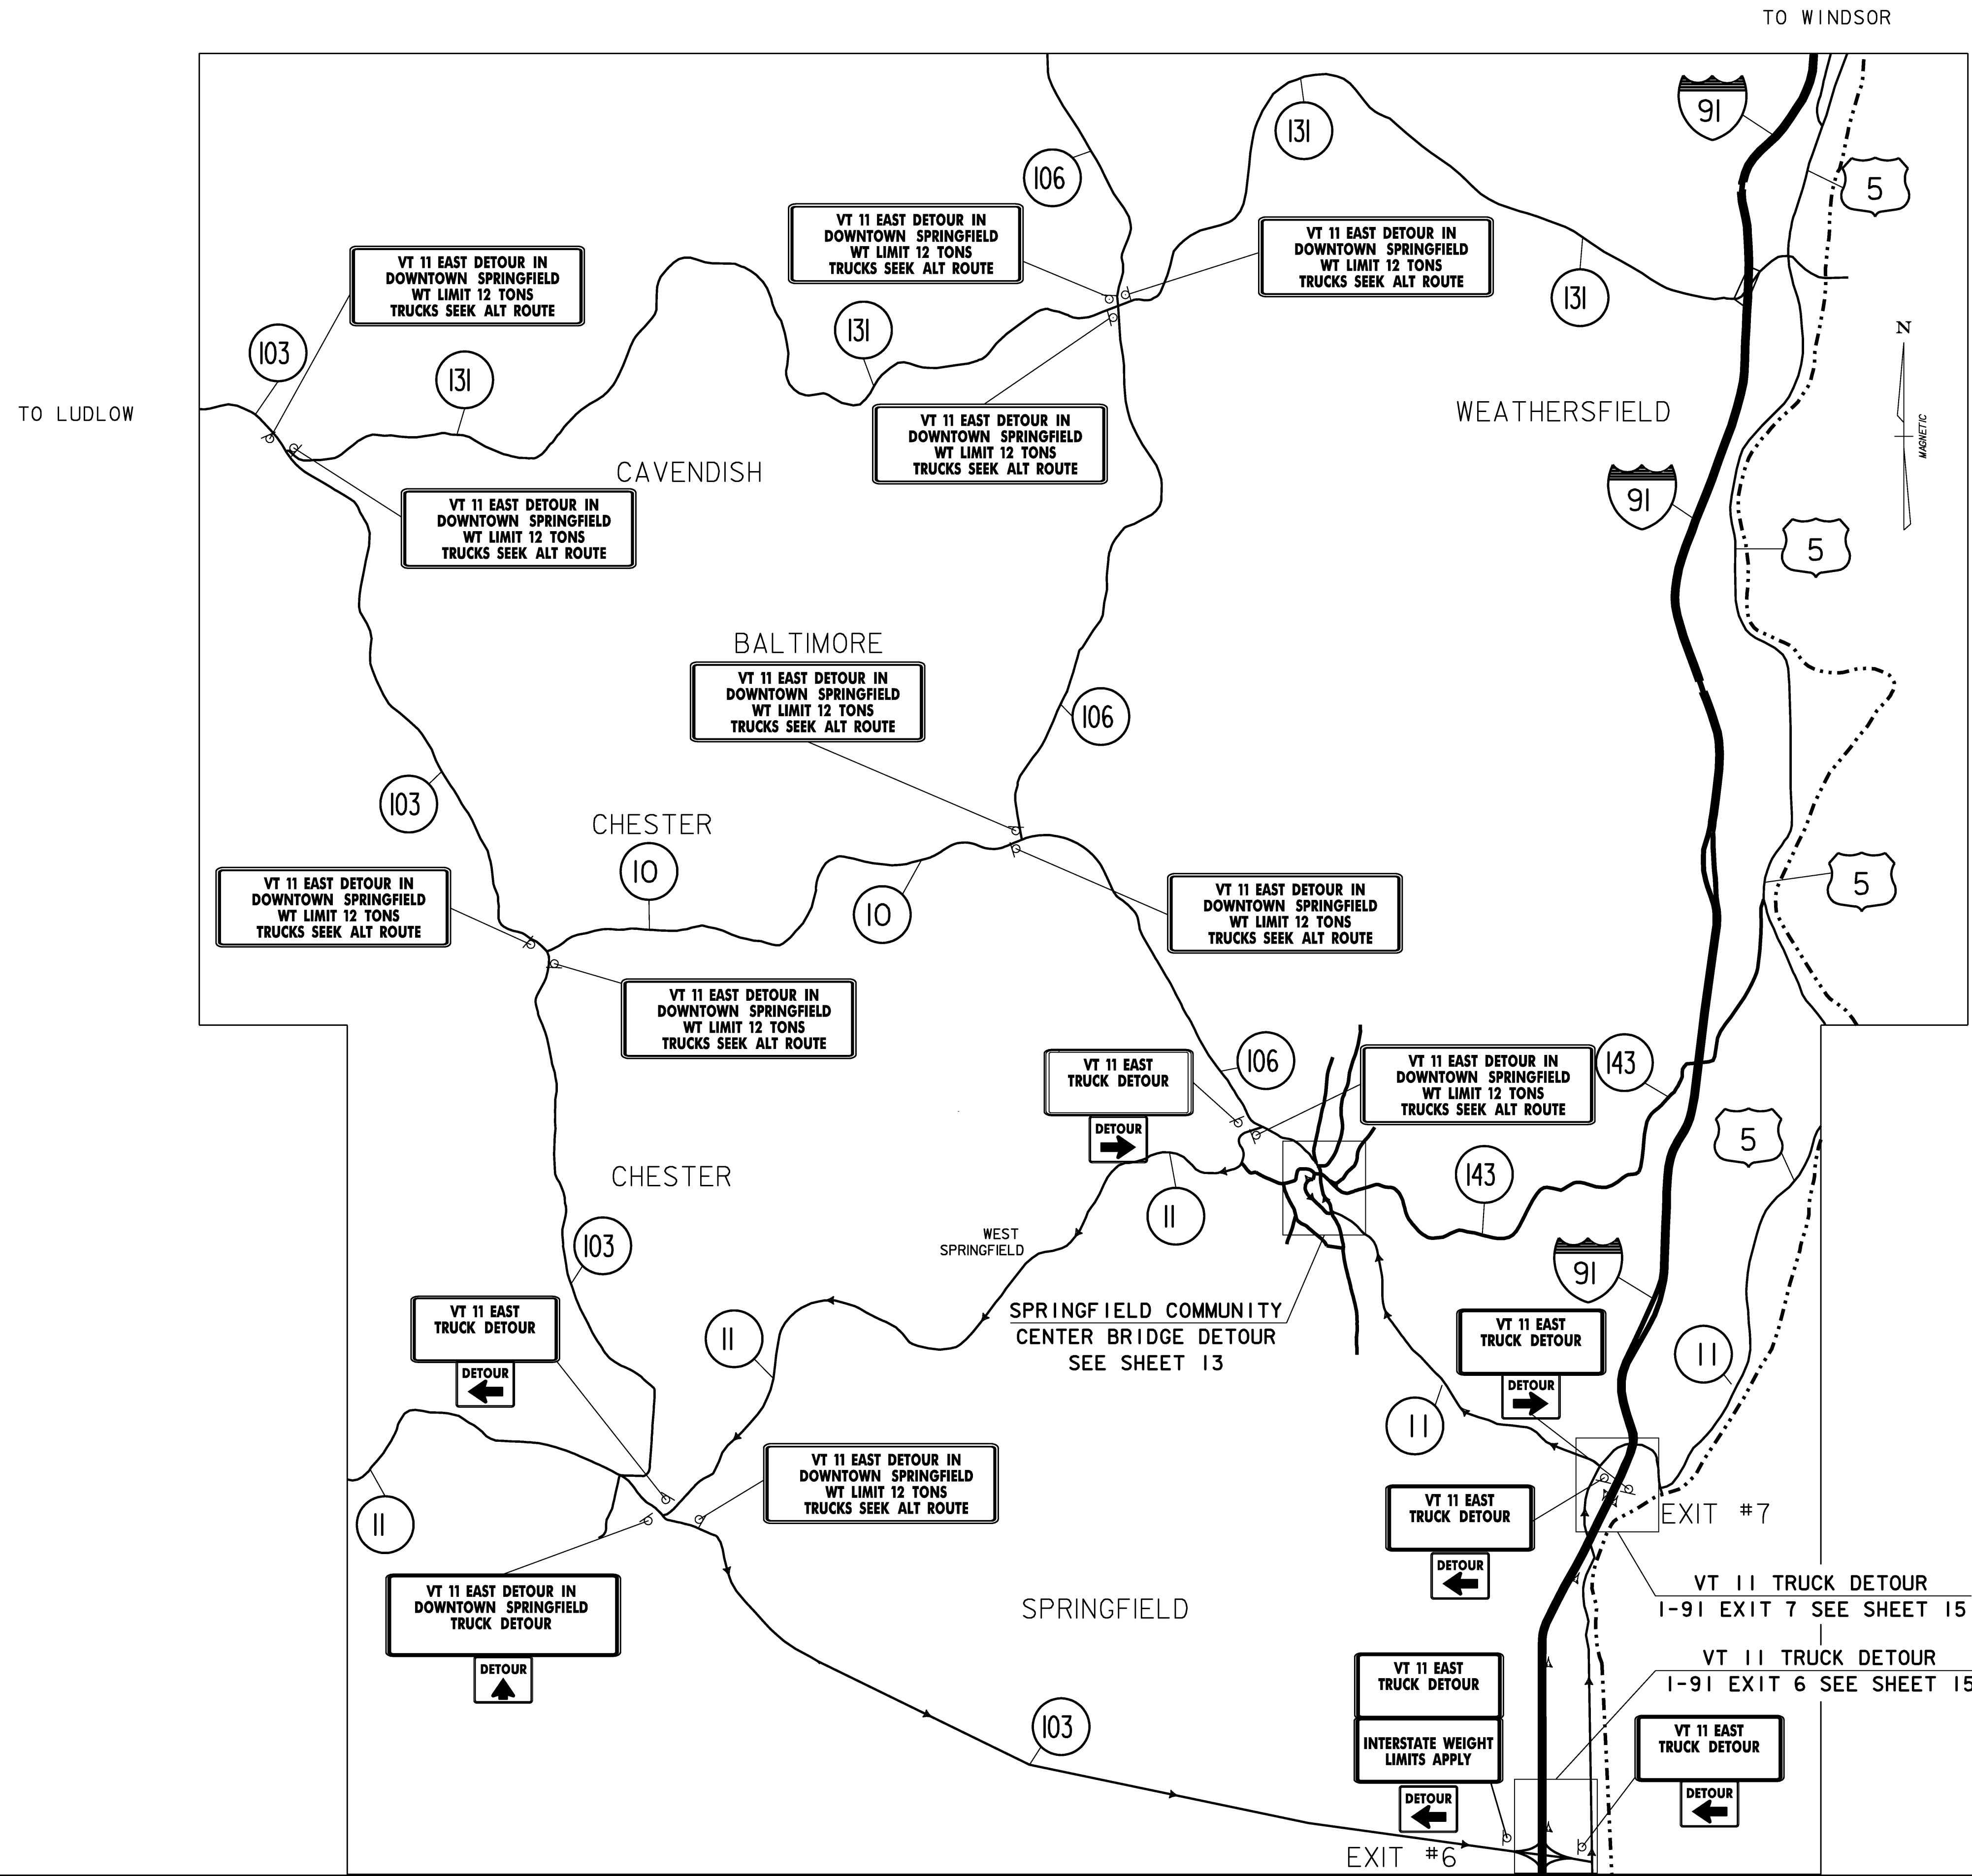 TO WINDSOR
91
131
5
106
VT 11 EAST DETOUR IN
DOWNTOWN SPRINGFIELD
WT LIMIT 12 TONS
TRUCKS SEEK ALT ROUTE
VT 11 EAST DETOUR IN
DOWNTOWN SPRINGFIELD
WT LIMIT 12 TONS
TRUCKS SEEK ALT ROUTE
VT 11 EAST DETOUR IN
DOWNTOWN SPRINGFIELD
WT LIMIT 12 TONS
TRUCKS SEEK ALT ROUTE
131
131
N
MAGNETIC
103
131
TO LUDLOW
WEATHERSFIELD
VT 11 EAST DETOUR IN
DOWNTOWN SPRINGFIELD
WT LIMIT 12 TONS
TRUCKS SEEK ALT ROUTE
CAVENDISH
91
VT 11 EAST DETOUR IN
DOWNTOWN SPRINGFIELD
WT LIMIT 12 TONS
TRUCKS SEEK ALT ROUTE
5
BALTIMORE
VT 11 EAST DETOUR IN
DOWNTOWN SPRINGFIELD
WT LIMIT 12 TONS
TRUCKS SEEK ALT ROUTE
106
103
CHESTER
10
10
5
VT 11 EAST DETOUR IN
DOWNTOWN SPRINGFIELD
WT LIMIT 12 TONS
TRUCKS SEEK ALT ROUTE
VT 11 EAST DETOUR IN
DOWNTOWN SPRINGFIELD
WT LIMIT 12 TONS
TRUCKS SEEK ALT ROUTE
VT 11 EAST DETOUR IN
DOWNTOWN SPRINGFIELD
WT LIMIT 12 TONS
TRUCKS SEEK ALT ROUTE
VT 11 EAST
TRUCK DETOUR
DETOUR
106
VT 11 EAST DETOUR IN
DOWNTOWN SPRINGFIELD
WT LIMIT 12 TONS
TRUCKS SEEK ALT ROUTE
143
5
CHESTER
143
11
103
WEST
SPRINGFIELD
91
SPRINGFIELD COMMUNITY
CENTER BRIDGE DETOUR
SEE SHEET 13
VT 11 EAST
TRUCK DETOUR
DETOUR
11
VT 11 EAST
TRUCK DETOUR
DETOUR
11
11
VT 11 EAST DETOUR IN
DOWNTOWN SPRINGFIELD
WT LIMIT 12 TONS
TRUCKS SEEK ALT ROUTE
11
VT 11 EAST
TRUCK DETOUR
DETOUR
EXIT #7
VT 11 EAST DETOUR IN
DOWNTOWN SPRINGFIELD
TRUCK DETOUR
DETOUR
SPRINGFIELD
VT 11 TRUCK DETOUR
I-91 EXIT 7 SEE SHEET 15
VT 11 TRUCK DETOUR
I-91 EXIT 6 SEE SHEET 15
VT 11 EAST
TRUCK DETOUR
INTERSTATE WEIGHT
LIMITS APPLY
DETOUR
103
VT 11 EAST
TRUCK DETOUR
DETOUR
EXIT #6